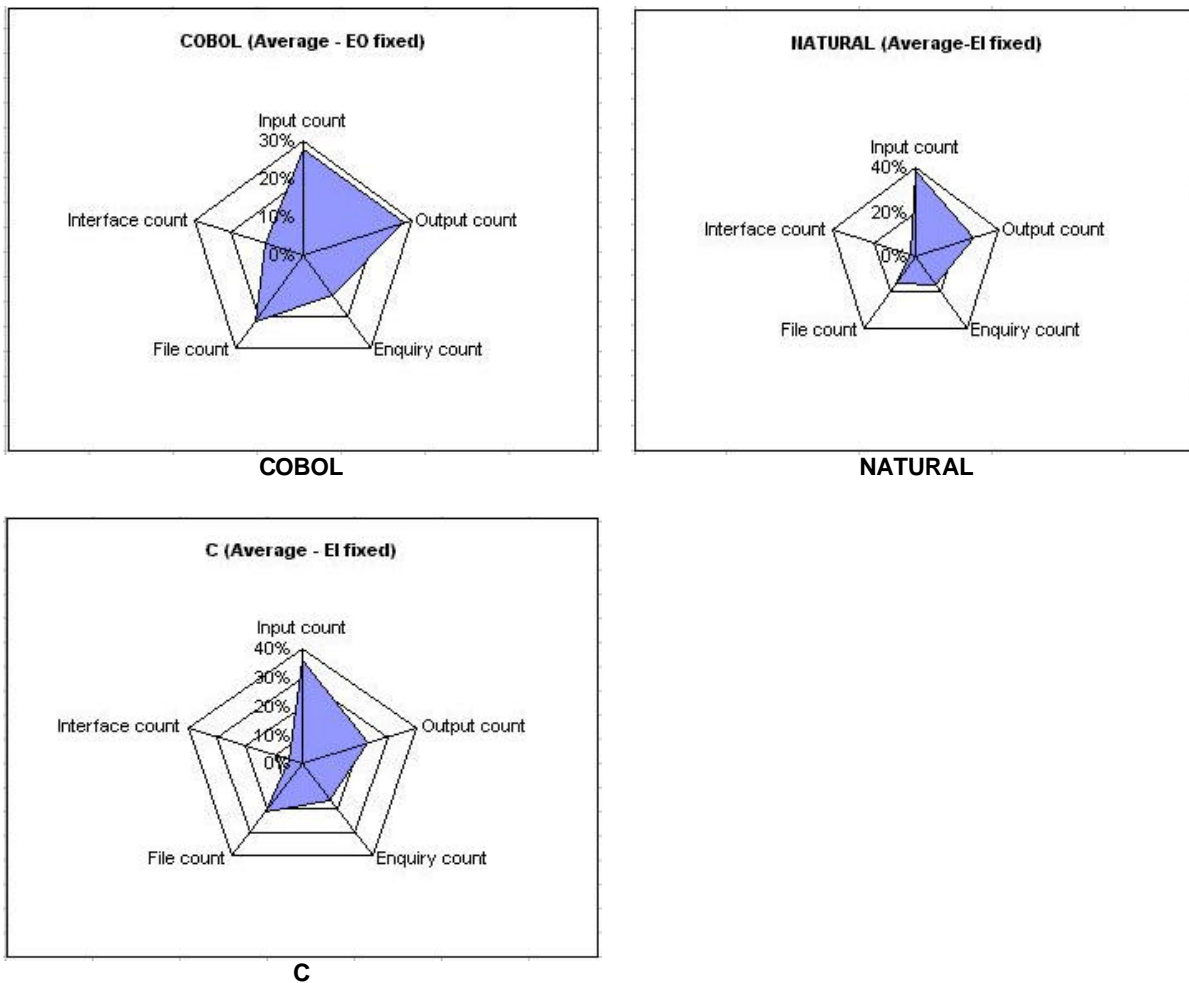 COBOL (Average - EO fixed)
Input count
30%
20%
10%
0%
Interface count
Output count
File count
Enquiry count
COBOL
NATURAL (Average-EI fixed)
Input count
40%
20%
0%
Interface count
Output count
File count
Enquiry count
NATURAL
C (Average - EI fixed)
Input count
40%
30%
20%
10%
0%
Interface count
Output count
File count
Enquiry count
C